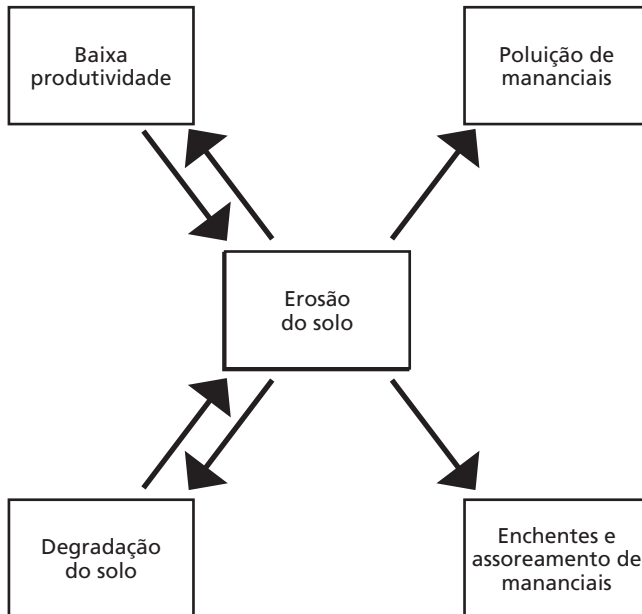 Baixa
produtividade
Poluição de
mananciais
Erosão
do solo
Degradação
do solo
Enchentes e
assoreamento de
mananciais